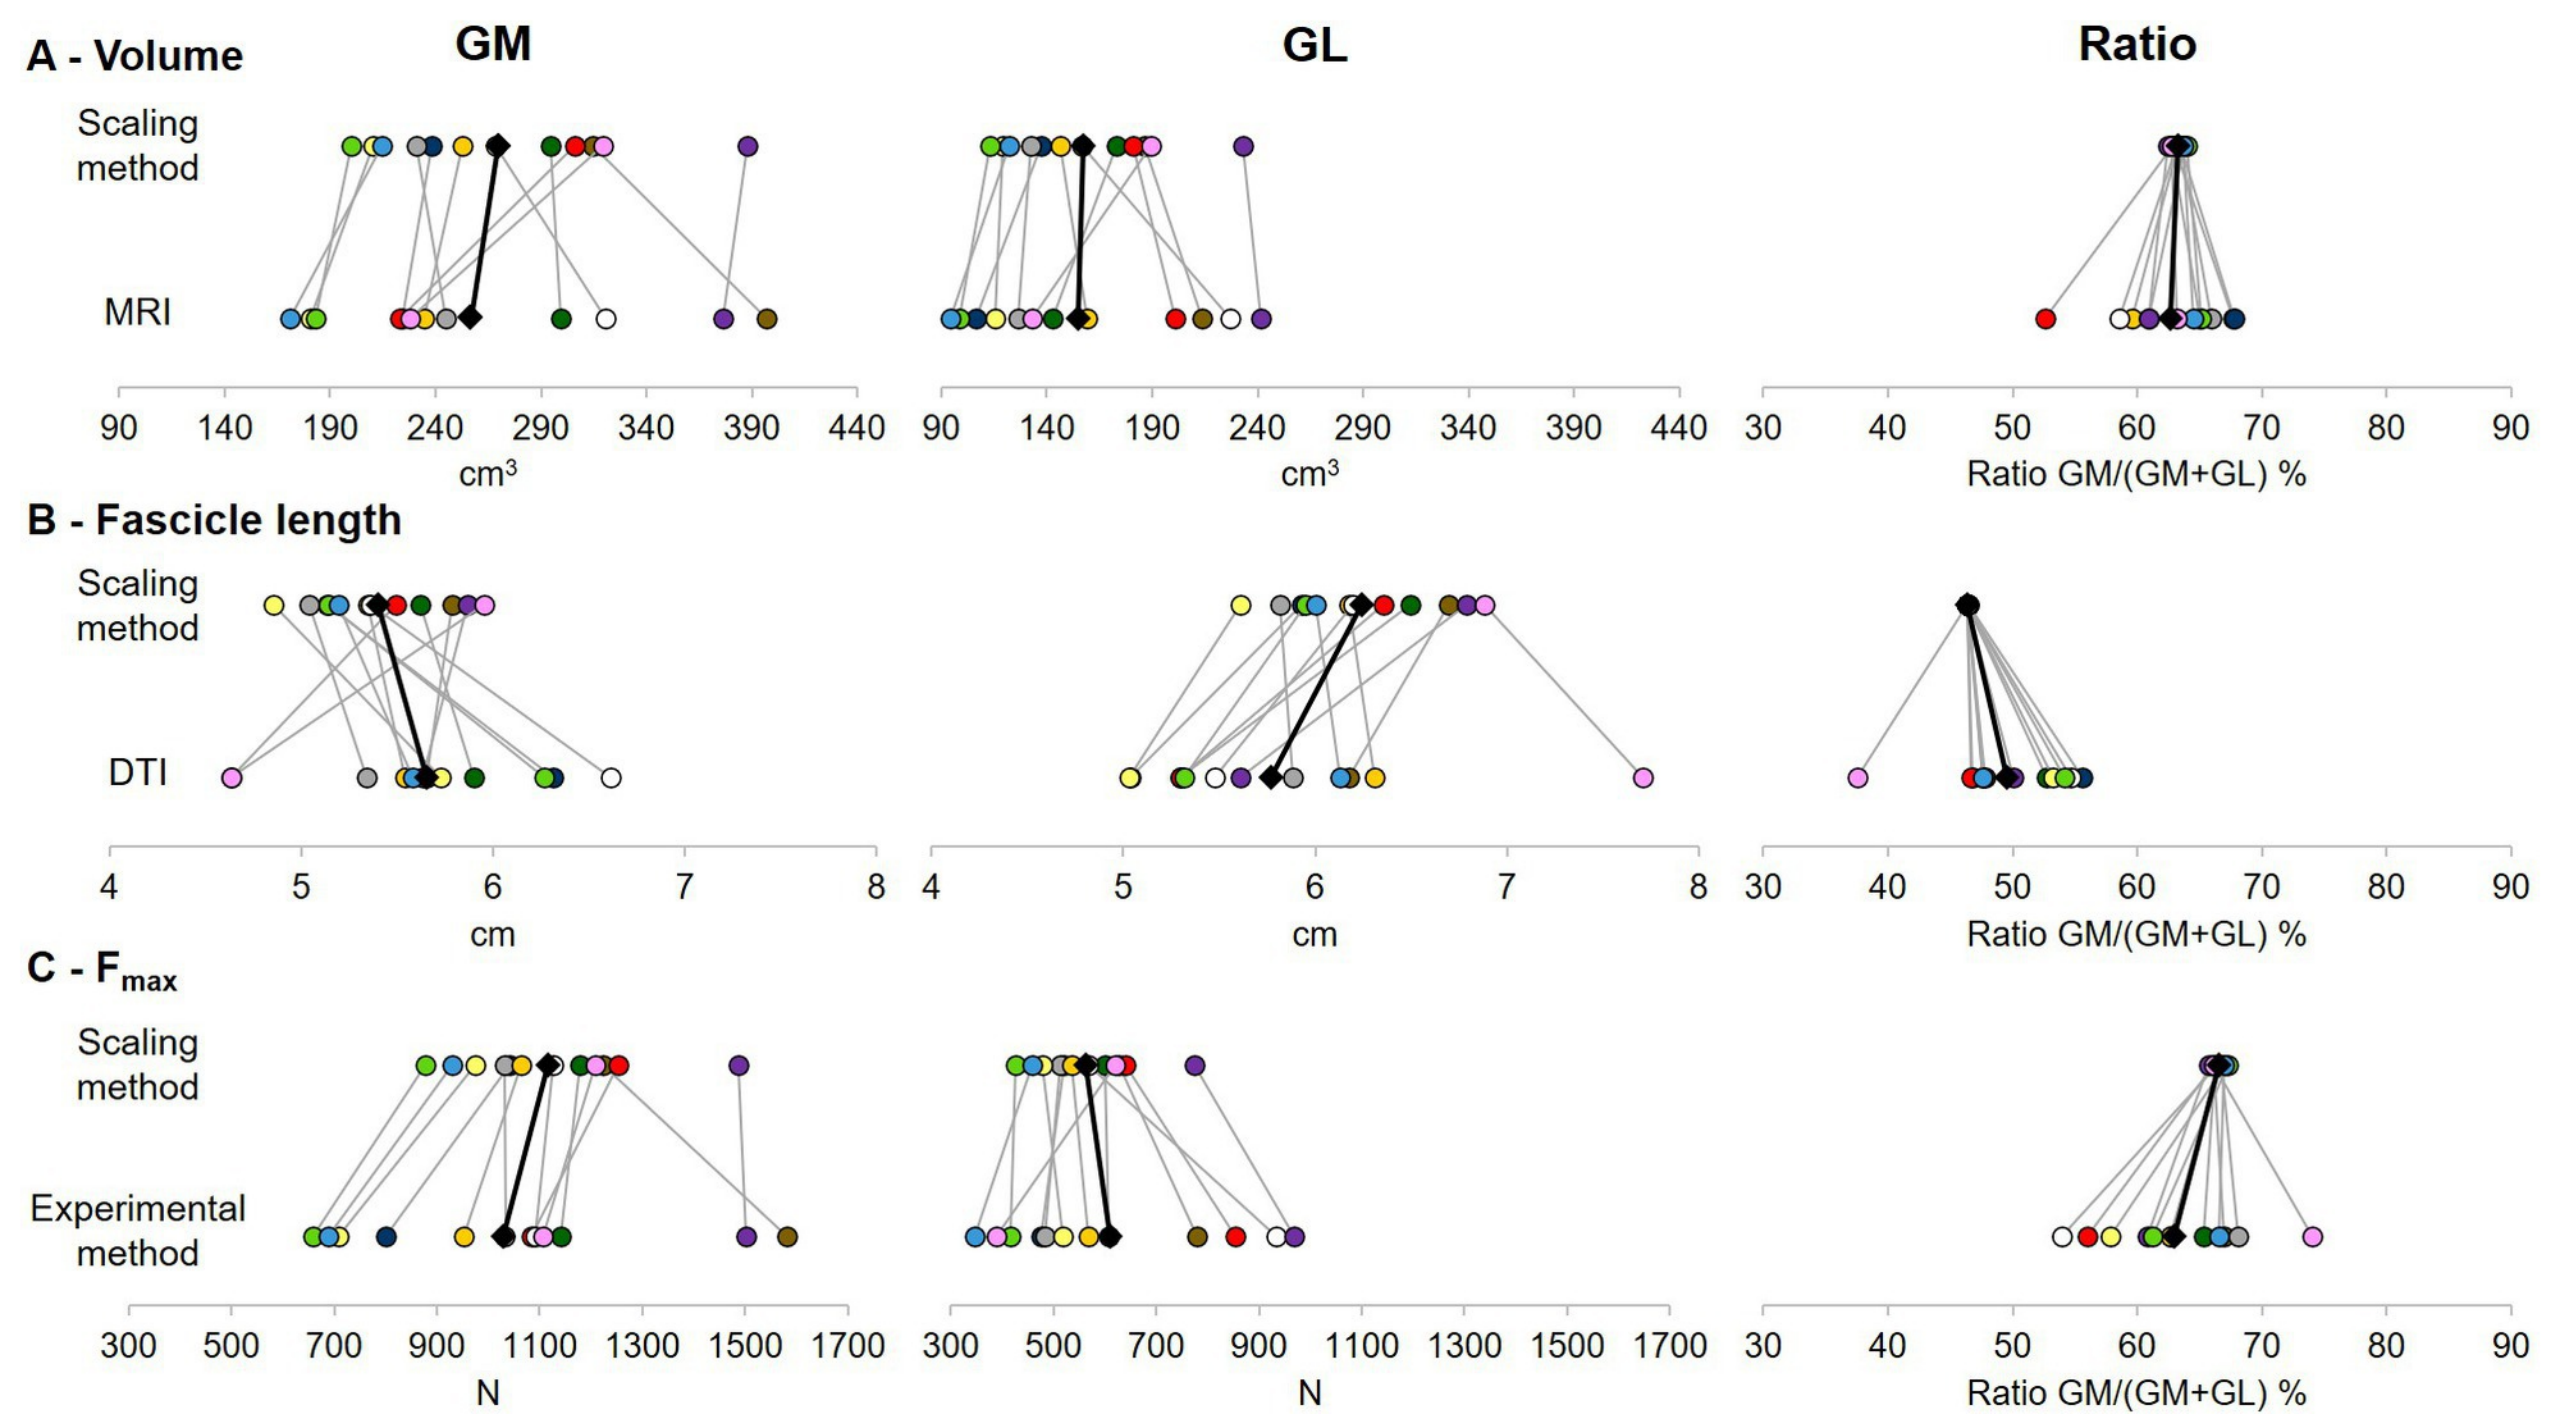 GM GL Ratio
A - Volume
Scaling
method
MRI
90 140 190 240 290 340 390 440 90 140 190 240 290 340 390 440 30 40 50 60 70 80 90
cm³ cm³ Ratio GM/(GM+GL) %
B - Fascicle length
Scaling
method
DTI
4 5 6 7 8 4 5 6 7 8 30 40 50 60 70 80 90
cm cm Ratio GM/(GM+GL) %
C - Fmax
Scaling
method
Experimental
method
300 500 700 900 1100 1300 1500 1700 300 500 700 900 1100 1300 1500 1700 30 40 50 60 70 80 90
N N Ratio GM/(GM+GL) %